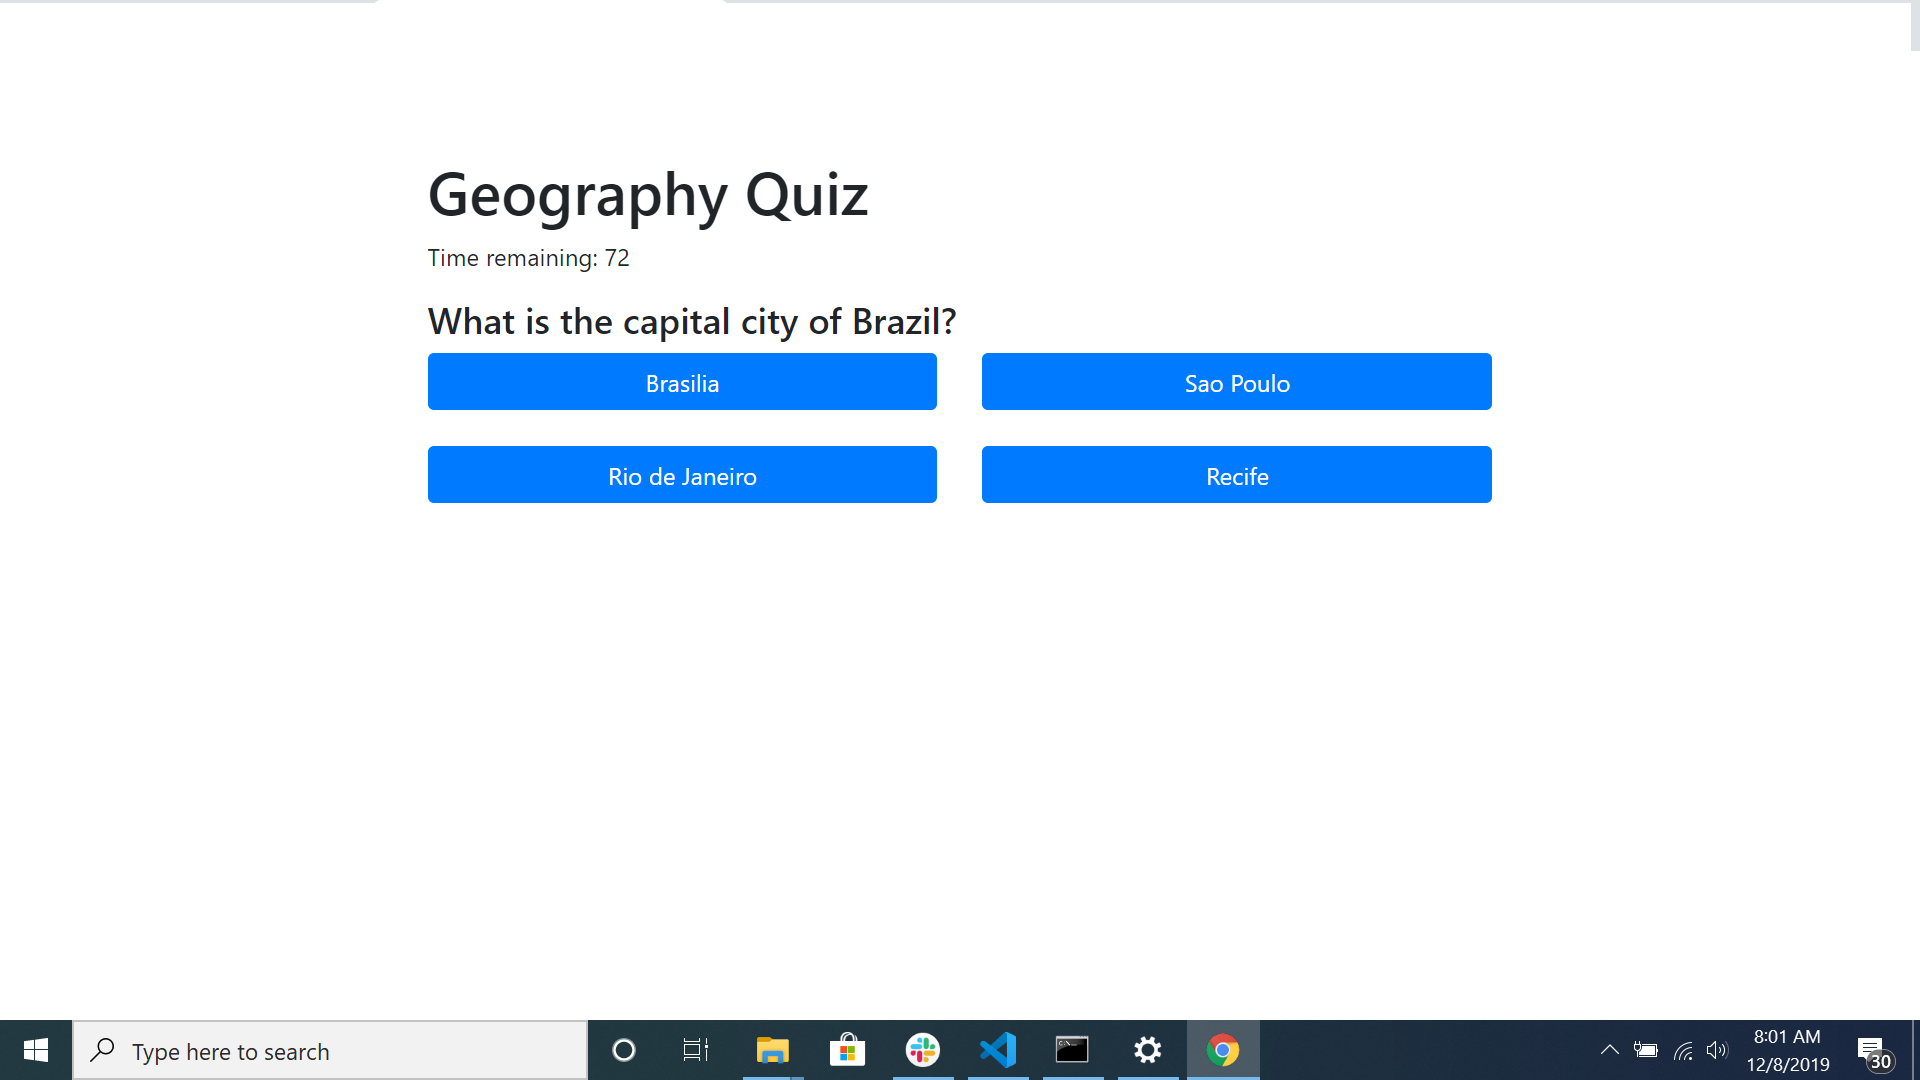 Geography Quiz
Time remaining: 72
What is the capital city of Brazil?
Brasilia
Sao Poulo
Rio de Janeiro
Recife
Type here to search
8:01 AM
12/8/2019
30